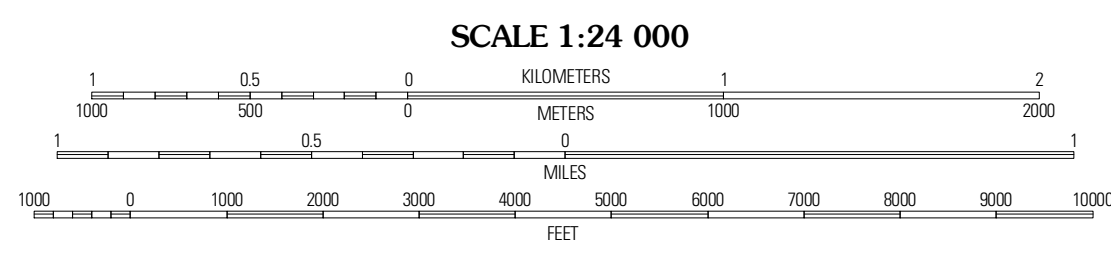 SCALE 1:24 000
1 0.5 0 KILOMETERS 1 2
1000 500 0 METERS 1000 2000
1 0.5 0 1
MILES
1000 0 1000 2000 3000 4000 5000 6000 7000 8000 9000 10000
FEET